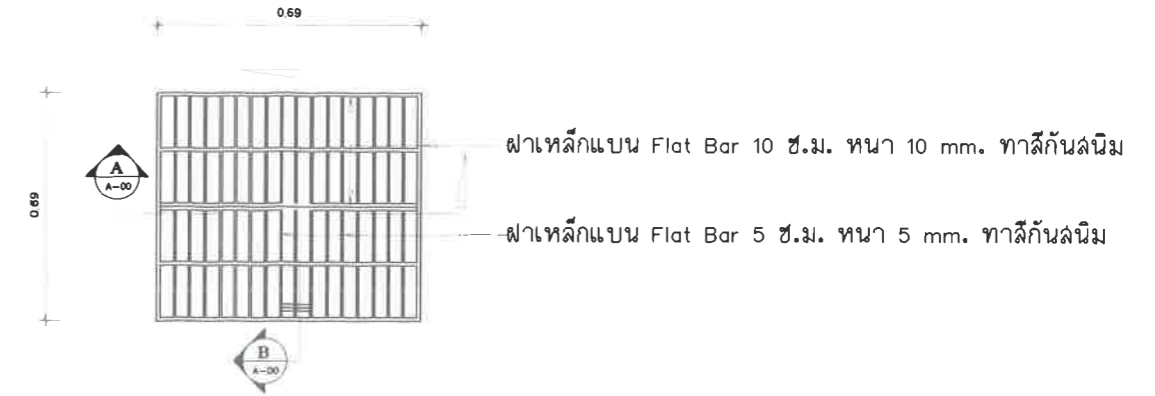 0.69
ฝาเหล็กแบน Flat Bar 10 ซ.ม. หนา 10 mm. ทาสีกันสนิม
A
A-00
0.69
ฝาเหล็กแบน Flat Bar 5 ซ.ม. หนา 5 mm. ทาสีกันสนิม
B
A-00